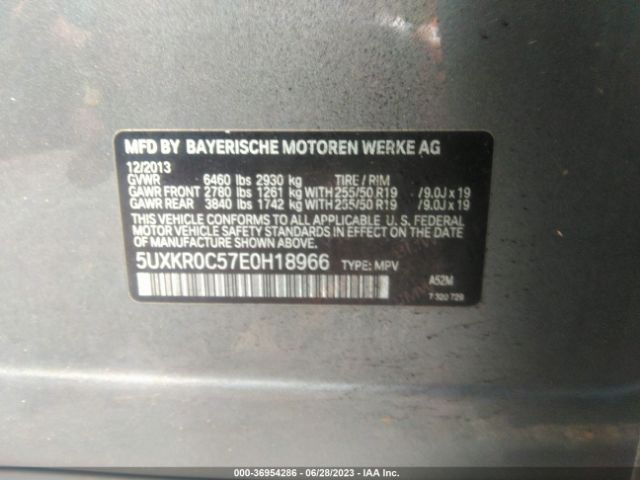 MFD BY BAYERISCHE MOTOREN WERKE AG
12/2013
GVWR 6460 lbs 2930 kg TIRE / RIM
GAWR FRONT 2780 lbs 1261 kg WITH 255/50 R19 /9.0J x 19
GAWR REAR 3840 lbs 1742 kg WITH 255/50 R19 /9.0J x 19
THIS VEHICLE CONFORMS TO ALL APPLICABLE U. S. FEDERAL
MOTOR VEHICLE SAFETY STANDARDS IN EFFECT ON THE DATE OF
MANUFACTURE SHOWN ABOVE.
5UXKR0C57E0H18966 TYPE: MPV
A52M
7 320 729
000-36954286 | 06/28/2023 | IAA Inc.